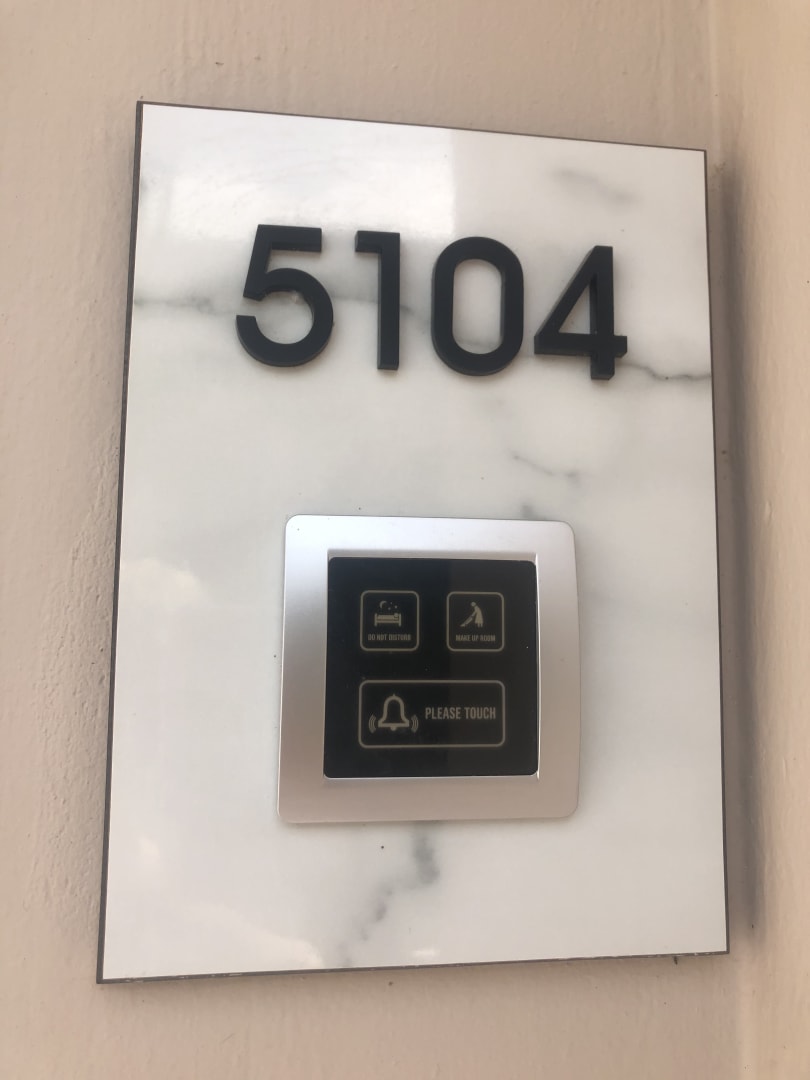 5104
DO NOT DISTURB
MAKE UP ROOM
PLEASE TOUCH